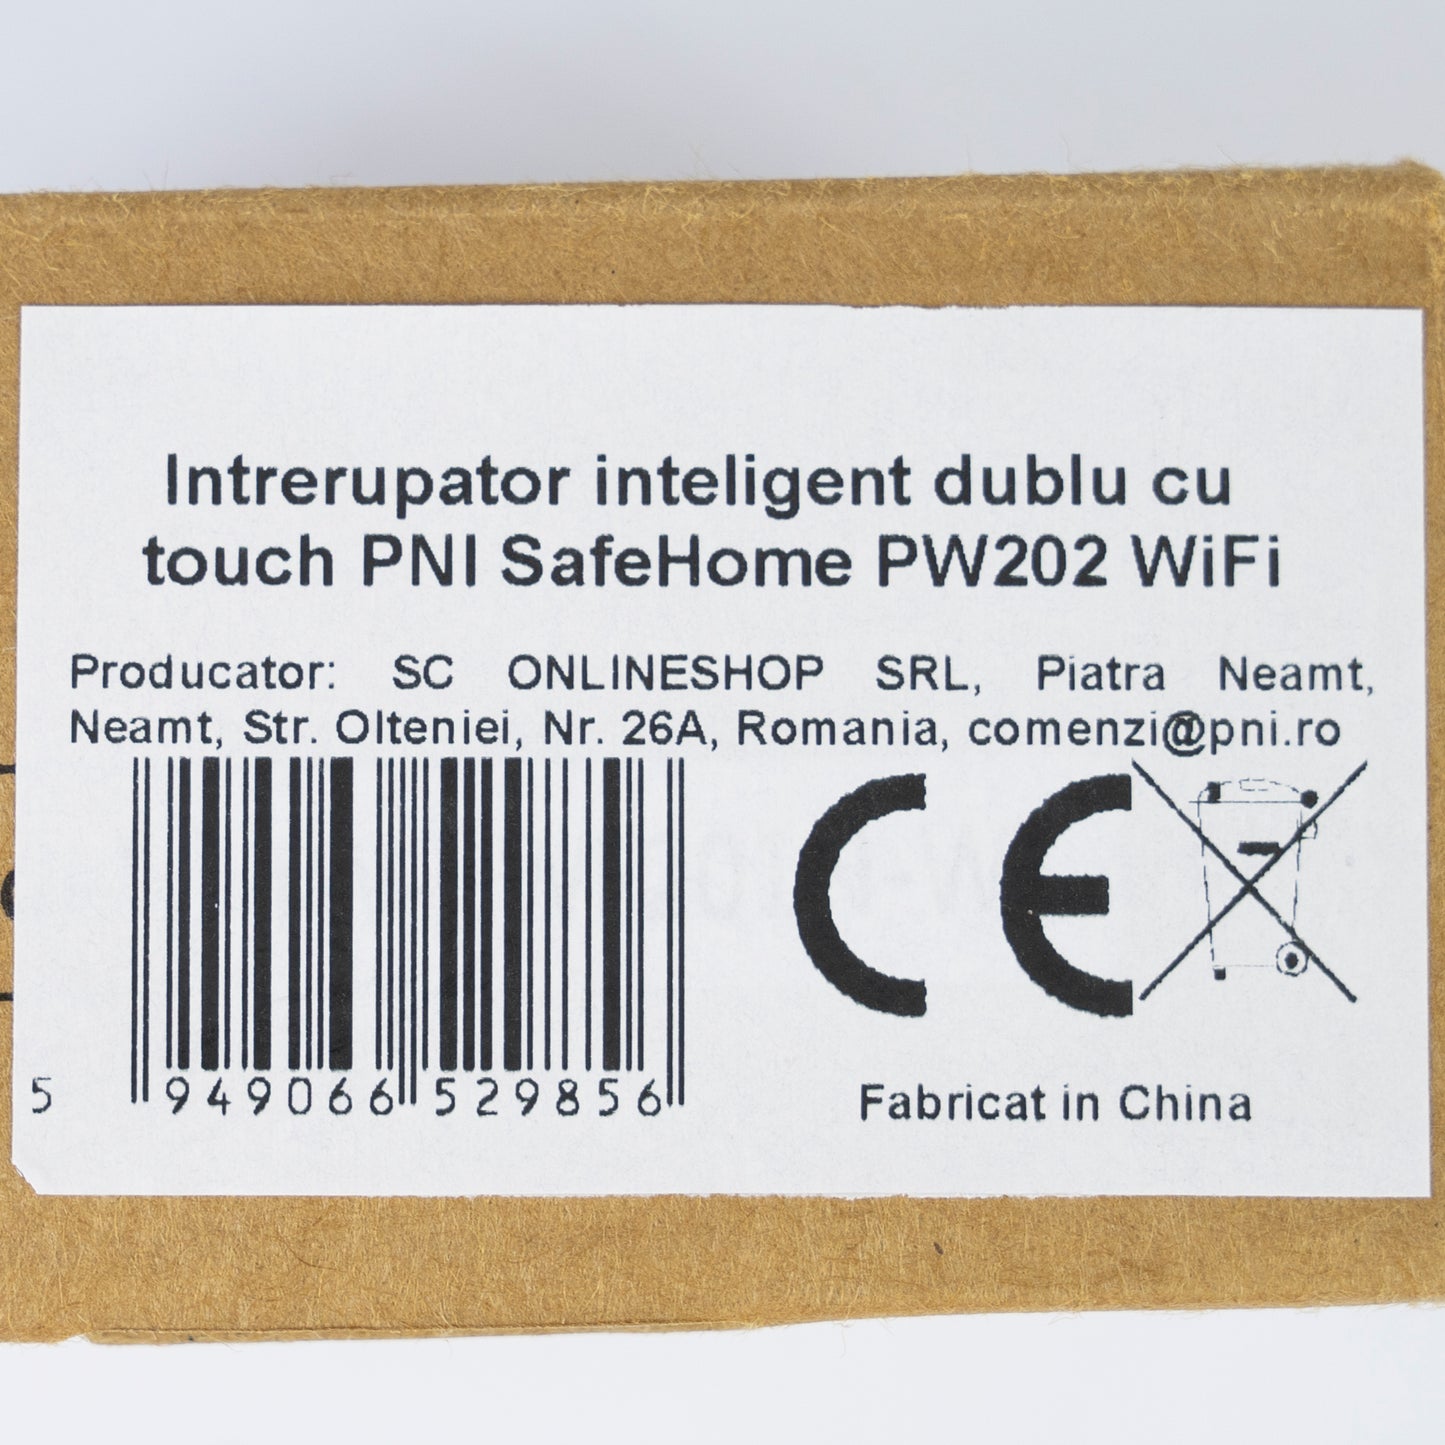 Intrerupator inteligent dublu cu
touch PNI SafeHome PW202 WiFi
Producator: SC ONLINESHOP SRL, Piatra Neamt,
Neamt, Str. Olteniei, Nr. 26A, Romania, comenzi@pni.ro
CE
5 949066 529856
Fabricat in China